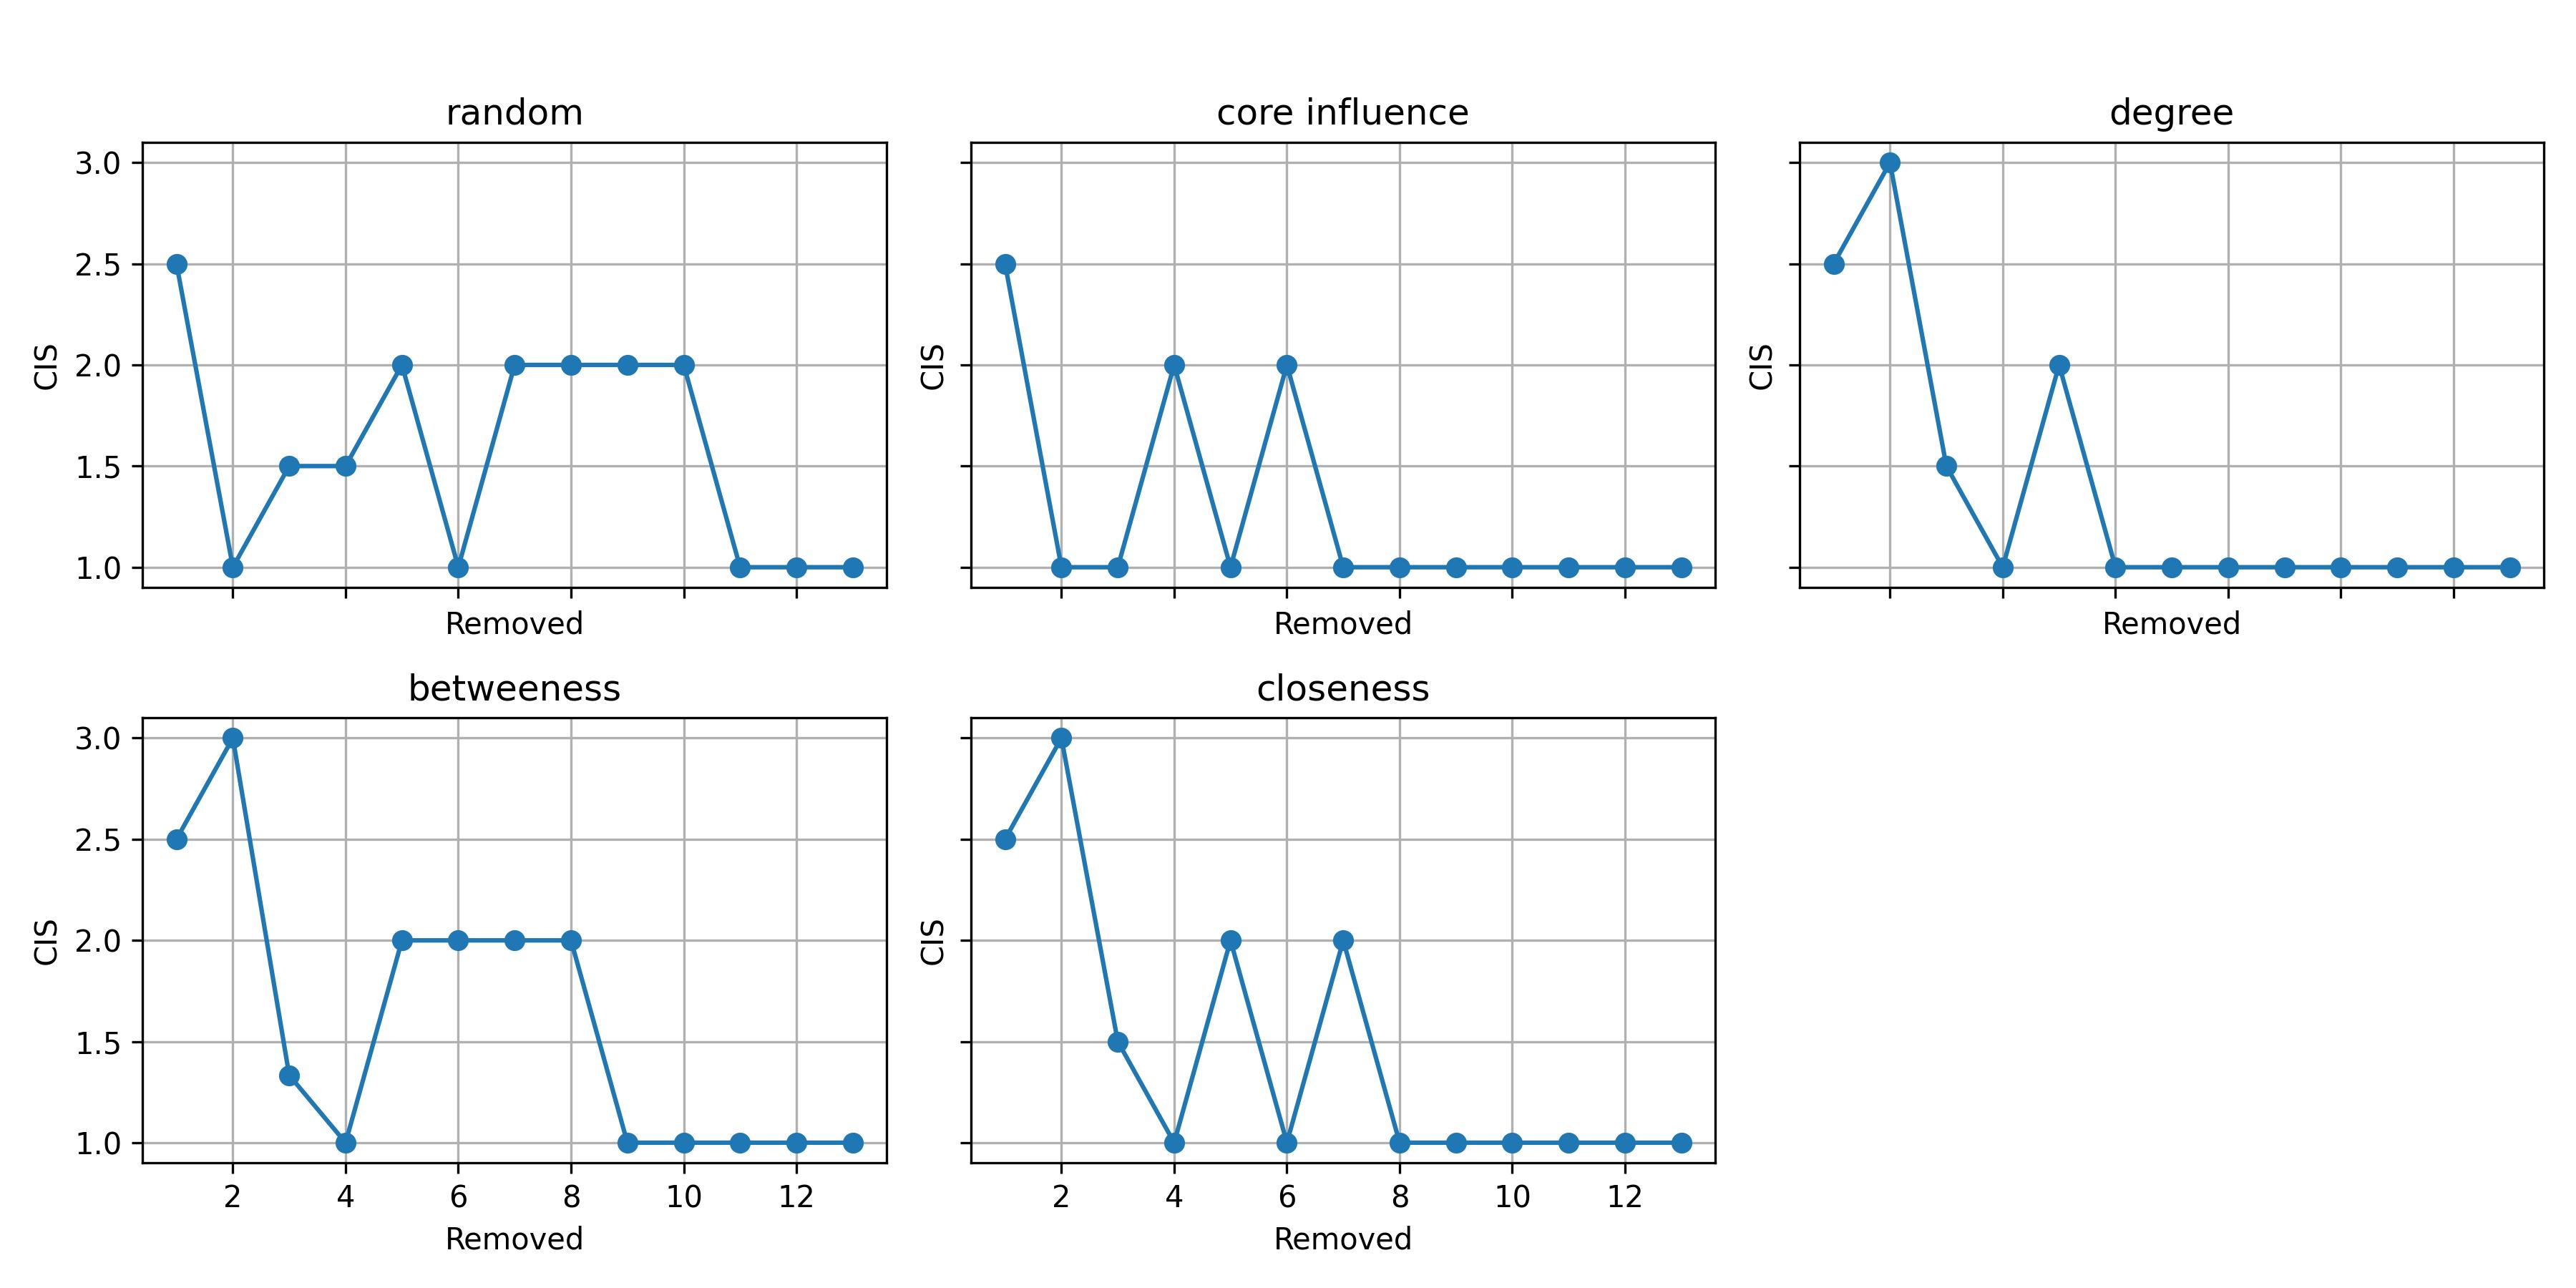 random
3.0
2.5
2.0
1.5
1.0
CIS
Removed
core influence
CIS
Removed
degree
CIS
Removed
betweeness
3.0
2.5
2.0
1.5
1.0
CIS
2 4 6 8 10 12
Removed
closeness
CIS
2 4 6 8 10 12
Removed